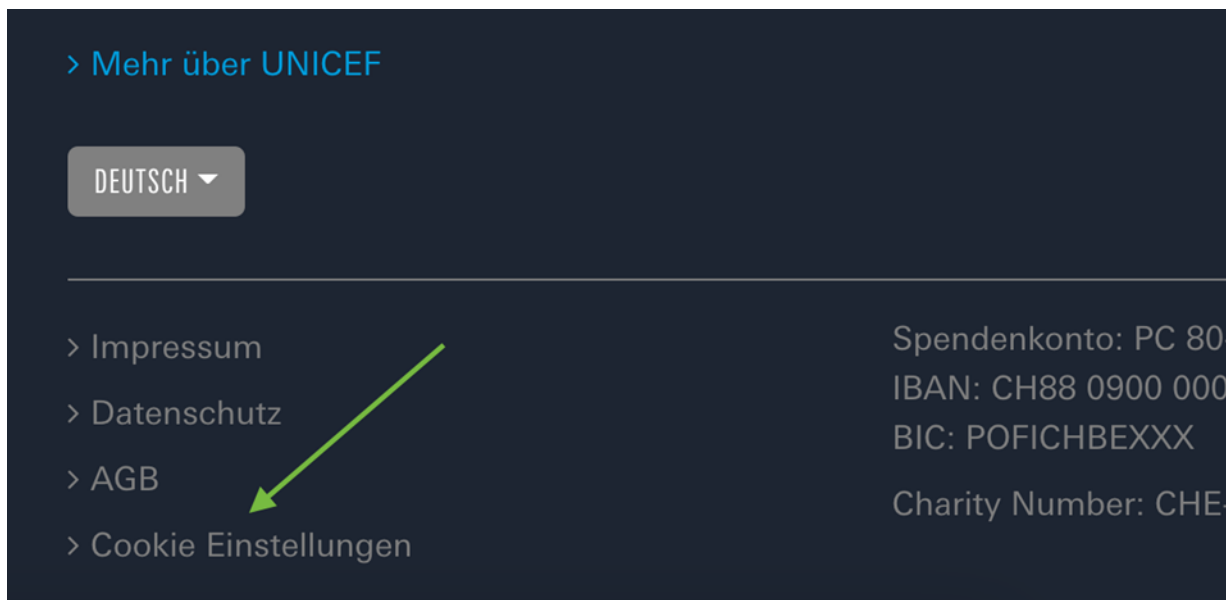 > Mehr über UNICEF
DEUTSCH
> Impressum
> Datenschutz
> AGB
> Cookie Einstellungen
Spendenkonto: PC 80-
IBAN: CH88 0900 000
BIC: POFICHBEXXX
Charity Number: CHE-